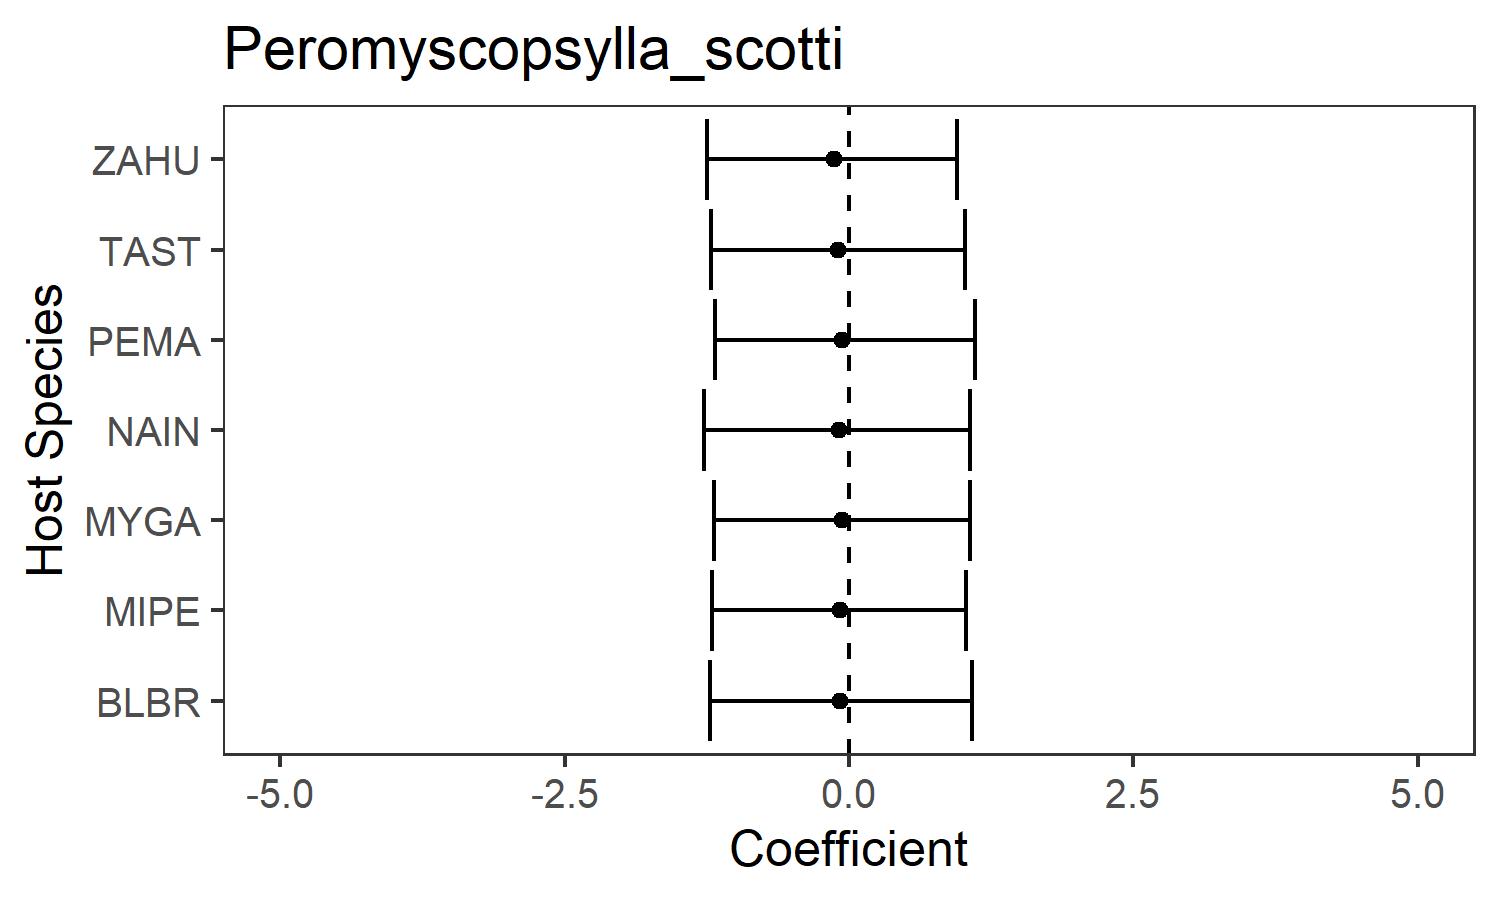 Peromyscopsylla_scotti
ZAHU
TAST
PEMA
NAIN
MYGA
MIPE
BLBR
Host Species
-5.0 -2.5 0.0 2.5 5.0
Coefficient